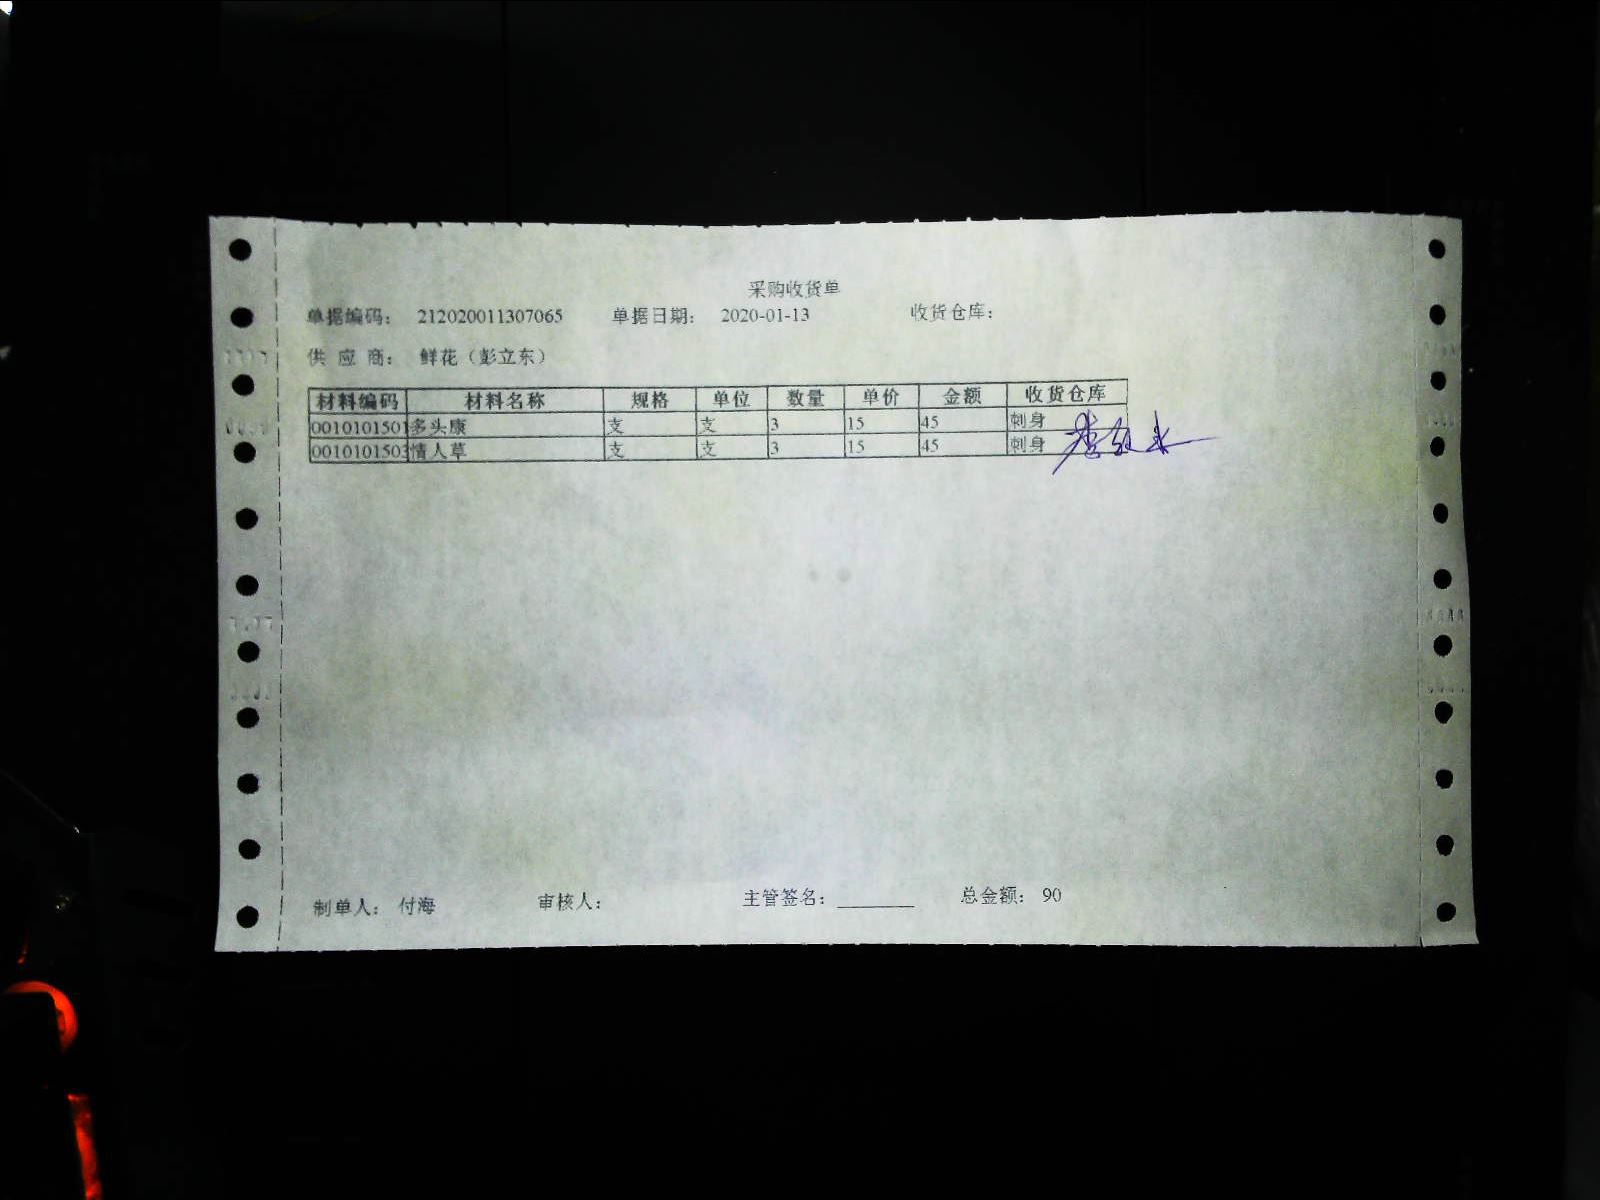 采购收货单
单据编码: 212020011307065 单据日期: 2020-01-13 收货仓库:
供 应 商: 鲜花（彭立东）
材料编码 材料名称 规格 单位 数量 单价 金额 收货仓库
0010101501 多头康 支 支 3 15 45 刺身
0010101503 情人草 支 支 3 15 45 刺身
制单人: 付海 审核人: 主管签名: ________ 总金额: 90